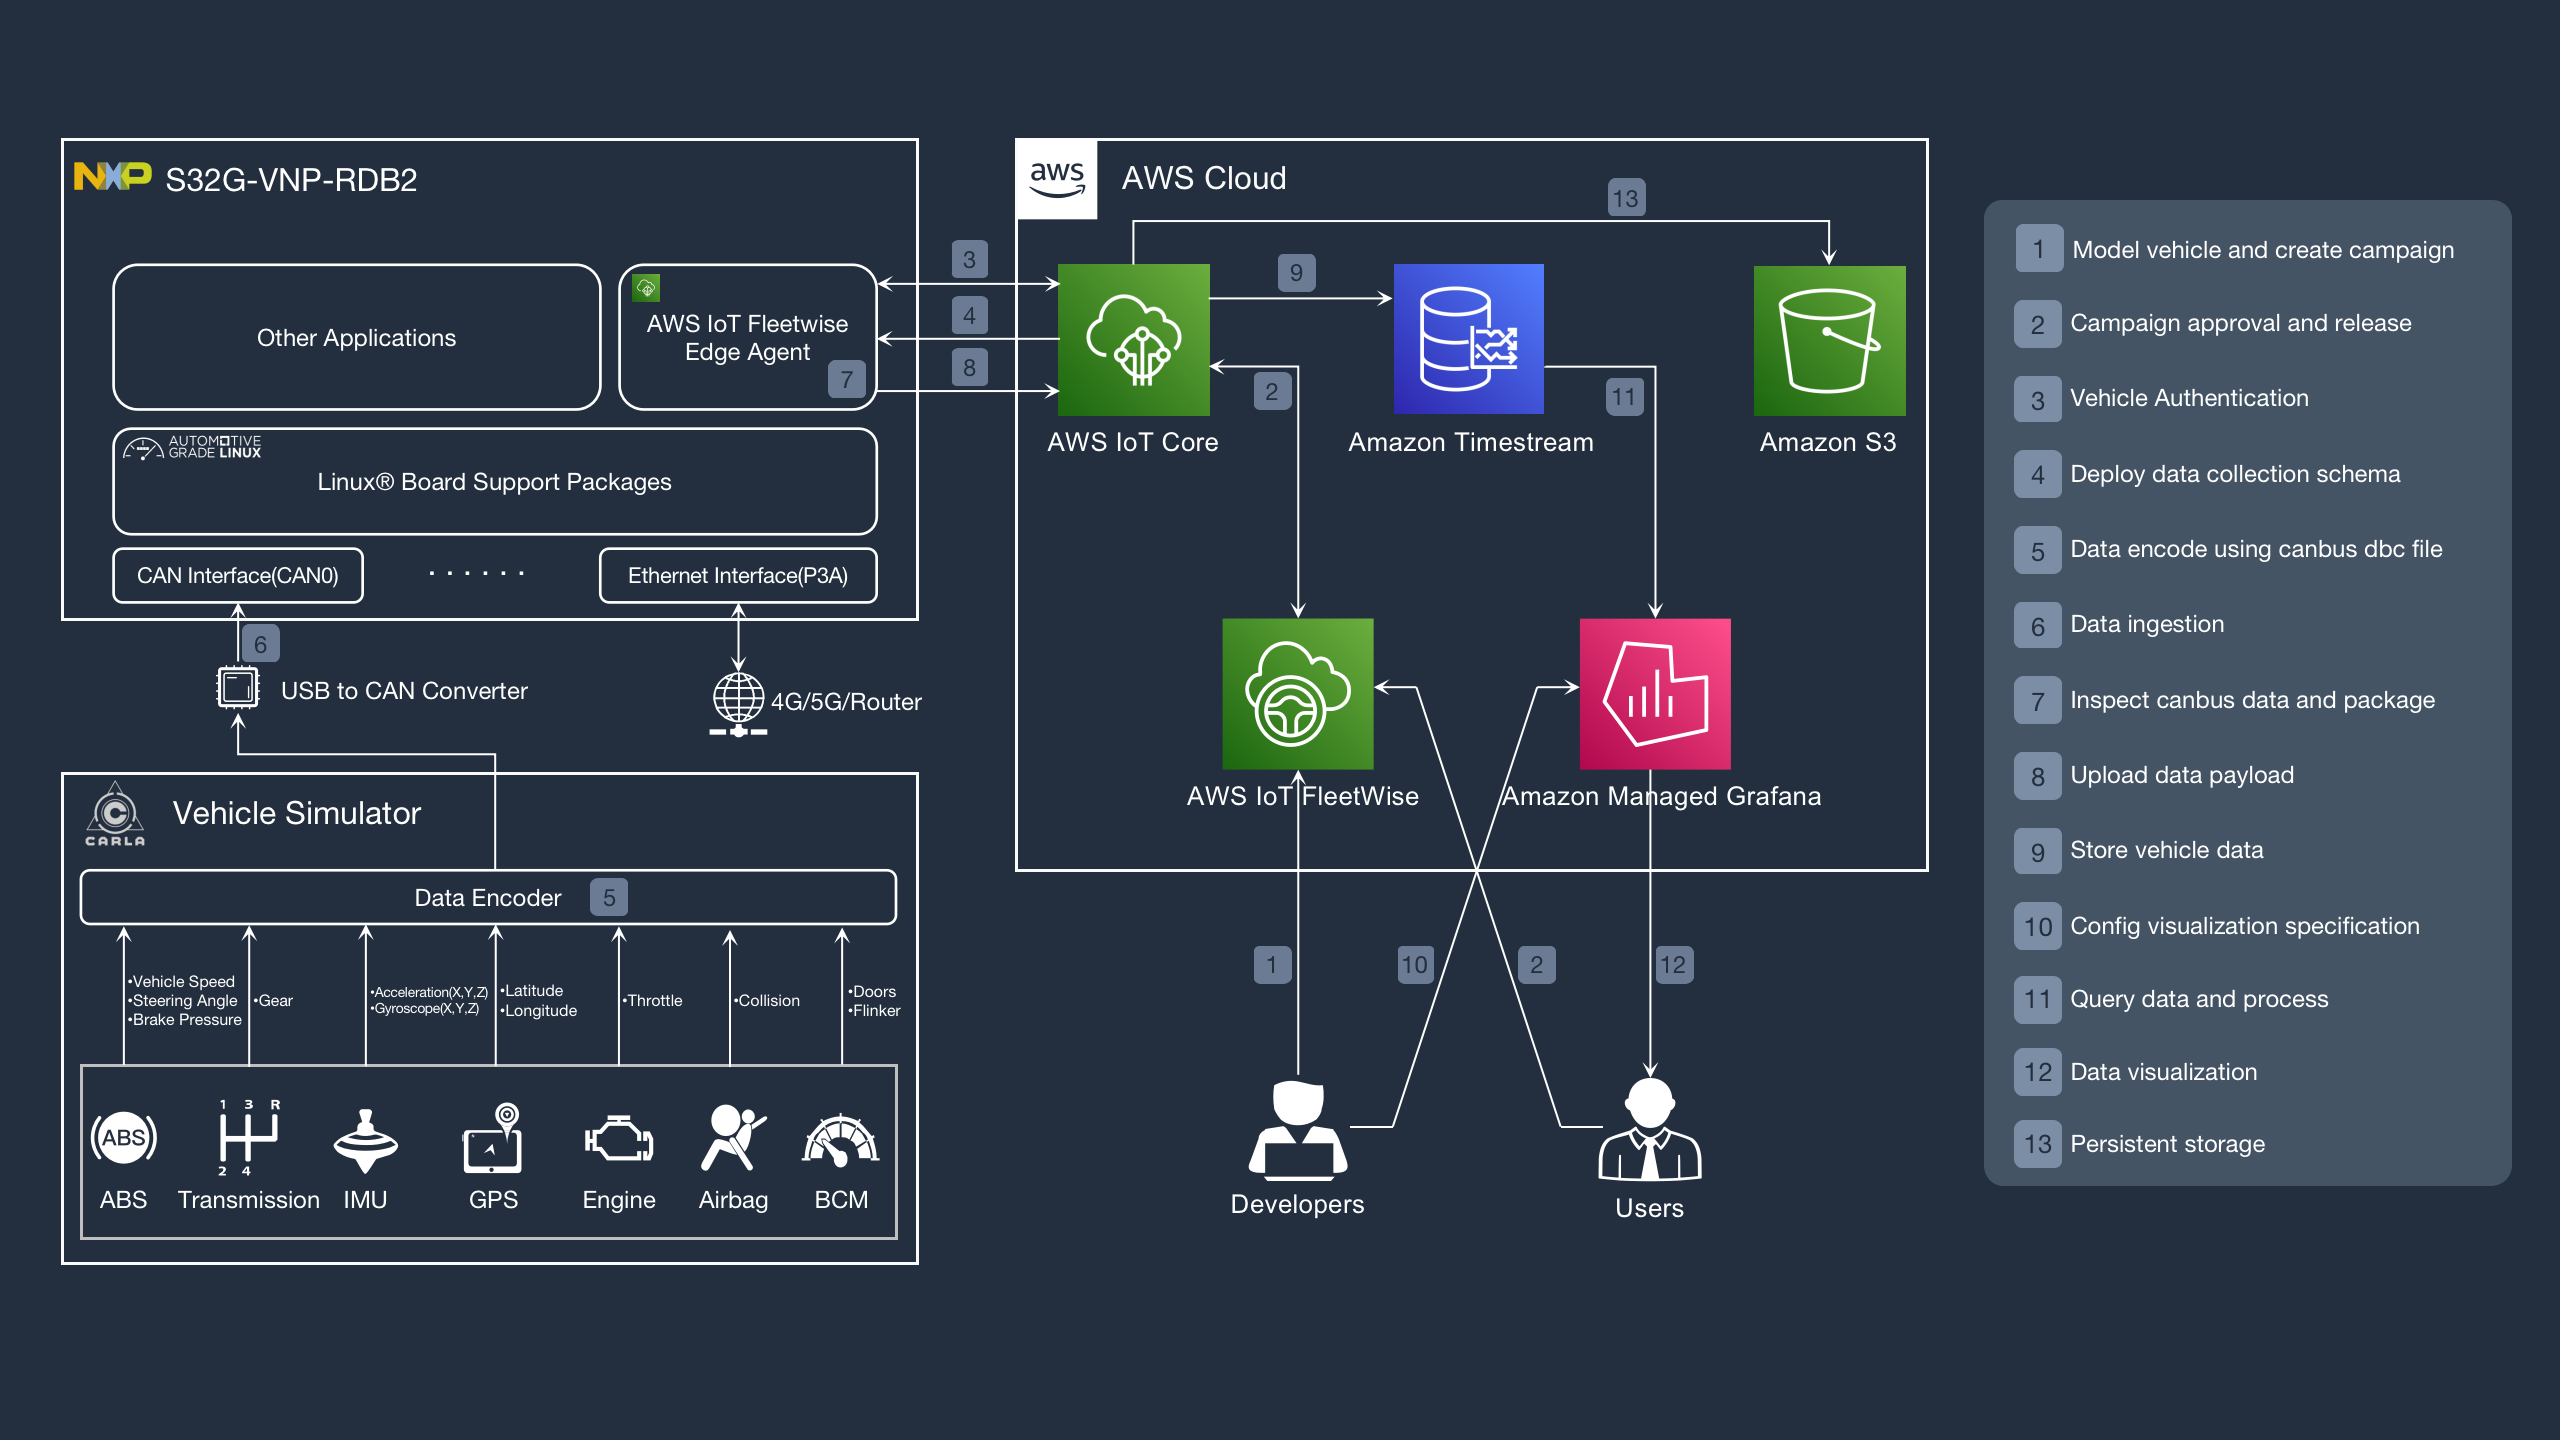 NXP S32G-VNP-RDB2
Other Applications
AWS IoT Fleetwise
Edge Agent
7
AUTOMOTIVE
GRADE LINUX
Linux® Board Support Packages
CAN Interface(CAN0)
. . . . . .
Ethernet Interface(P3A)
6
USB to CAN Converter
4G/5G/Router
CARLA
Vehicle Simulator
Data Encoder
5
•Vehicle Speed
•Steering Angle
•Brake Pressure
•Gear
•Acceleration(X,Y,Z)
•Gyroscope(X,Y,Z)
•Latitude
•Longitude
•Throttle
•Collision
•Doors
•Flinker
ABS
1 3 R
2 4
ABS
Transmission
IMU
GPS
Engine
Airbag
BCM
3
4
8
aws
AWS Cloud
13
9
2
11
AWS IoT Core
Amazon Timestream
Amazon S3
AWS IoT FleetWise
Amazon Managed Grafana
1
10
2
12
Developers
Users
1 Model vehicle and create campaign
2 Campaign approval and release
3 Vehicle Authentication
4 Deploy data collection schema
5 Data encode using canbus dbc file
6 Data ingestion
7 Inspect canbus data and package
8 Upload data payload
9 Store vehicle data
10 Config visualization specification
11 Query data and process
12 Data visualization
13 Persistent storage